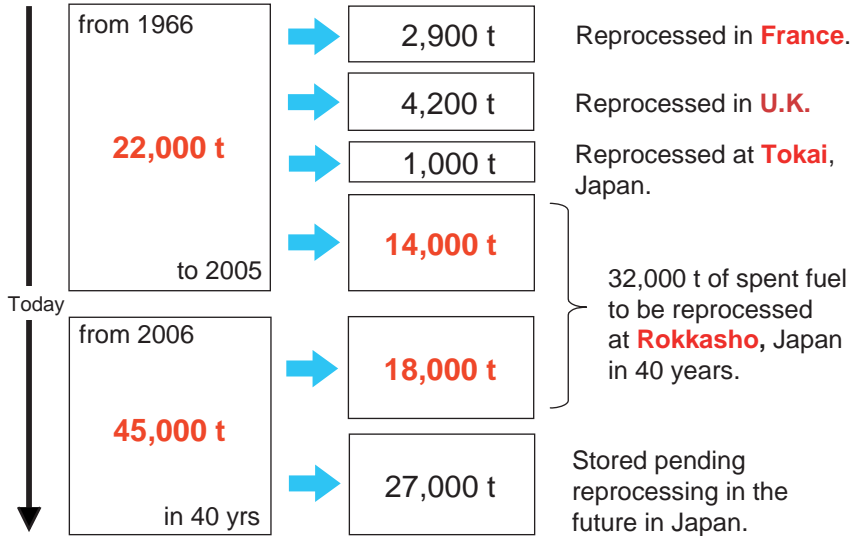 from 1966
22,000 t
to 2005
2,900 t
Reprocessed in France.
4,200 t
Reprocessed in U.K.
1,000 t
Reprocessed at Tokai,
Japan.
14,000 t
32,000 t of spent fuel
to be reprocessed
at Rokkasho, Japan
in 40 years.
Today
from 2006
45,000 t
in 40 yrs
18,000 t
27,000 t
Stored pending
reprocessing in the
future in Japan.